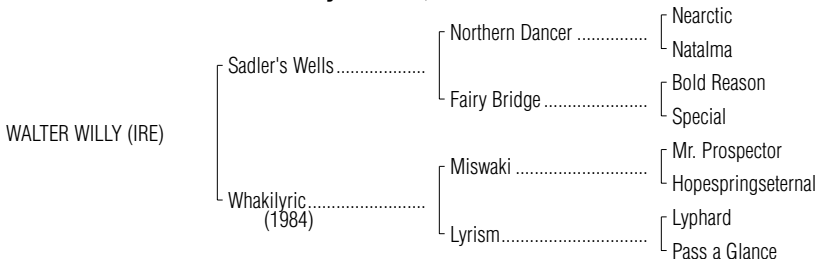 Nearctic
Northern Dancer ...............
Natalma
Sadler's Wells....................
Bold Reason
Fairy Bridge ......................
Special
WALTER WILLY (IRE)
Mr. Prospector
Miswaki ............................
Hopespringseternal
Whakilyric.........................
(1984)
Lyphard
Lyrism...............................
Pass a Glance